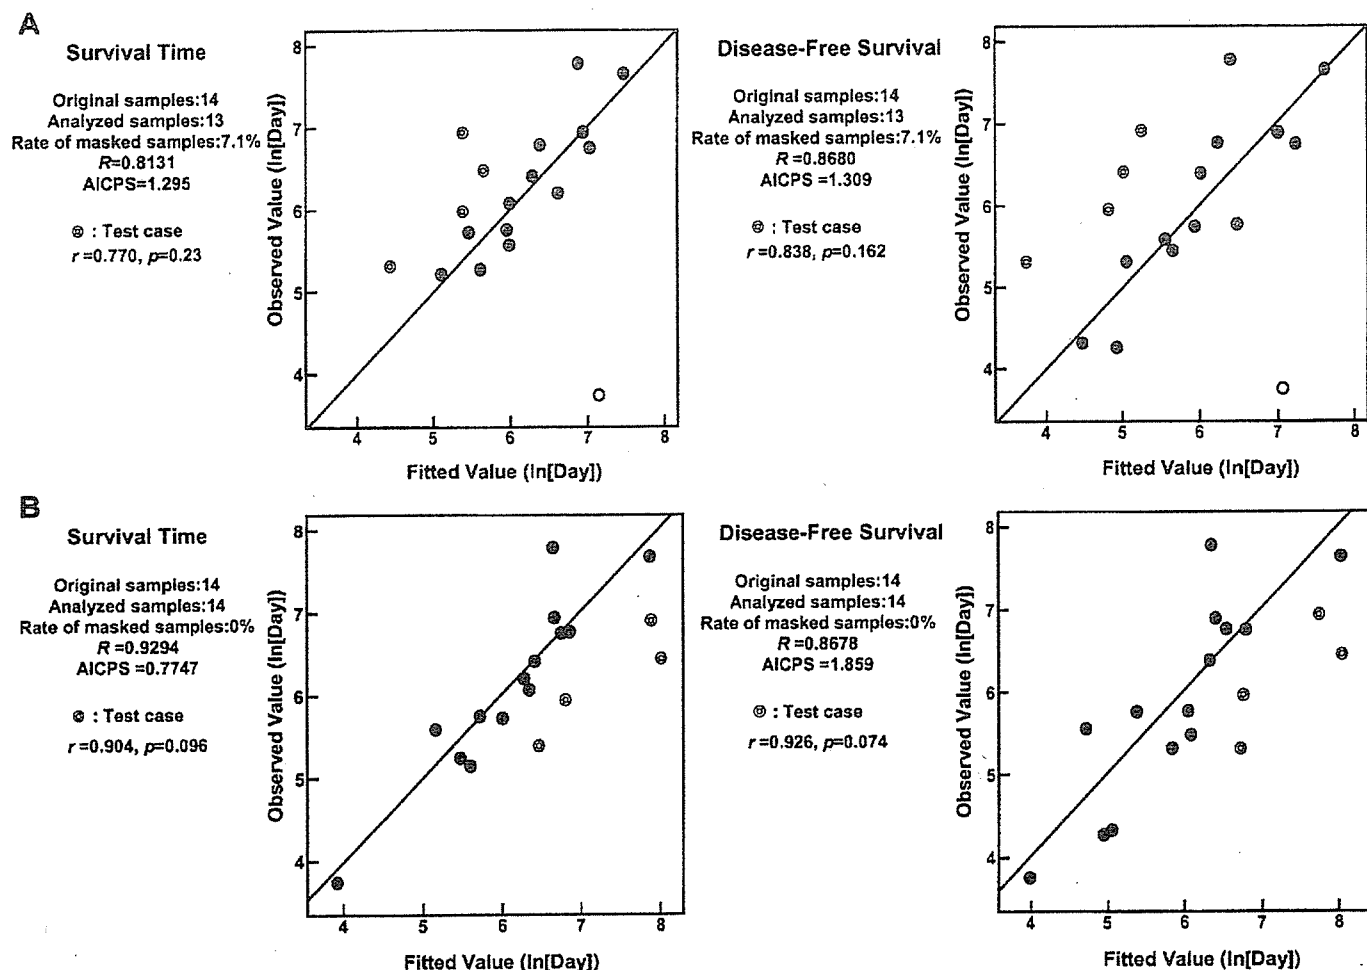 A
Survival Time
Original samples:14
Analyzed samples:13
Rate of masked samples:7.1%
R=0.8131
AICPS=1.295
: Test case
r=0.770, p=0.23
Observed Value (ln[Day])
8
7
6
5
4
4 5 6 7 8
Fitted Value (ln[Day])
Disease-Free Survival
Original samples:14
Analyzed samples:13
Rate of masked samples:7.1%
R=0.8680
AICPS=1.309
: Test case
r=0.838, p=0.162
Observed Value (ln[Day])
8
7
6
5
4
4 5 6 7 8
Fitted Value (ln[Day])
B
Survival Time
Original samples:14
Analyzed samples:14
Rate of masked samples:0%
R=0.9294
AICPS=0.7747
: Test case
r=0.904, p=0.096
Observed Value (ln[Day])
8
7
6
5
4
4 5 6 7 8
Fitted Value (ln[Day])
Disease-Free Survival
Original samples:14
Analyzed samples:14
Rate of masked samples:0%
R=0.8678
AICPS=1.859
: Test case
r=0.926, p=0.074
Observed Value (ln[Day])
8
7
6
5
4
4 5 6 7 8
Fitted Value (ln[Day])